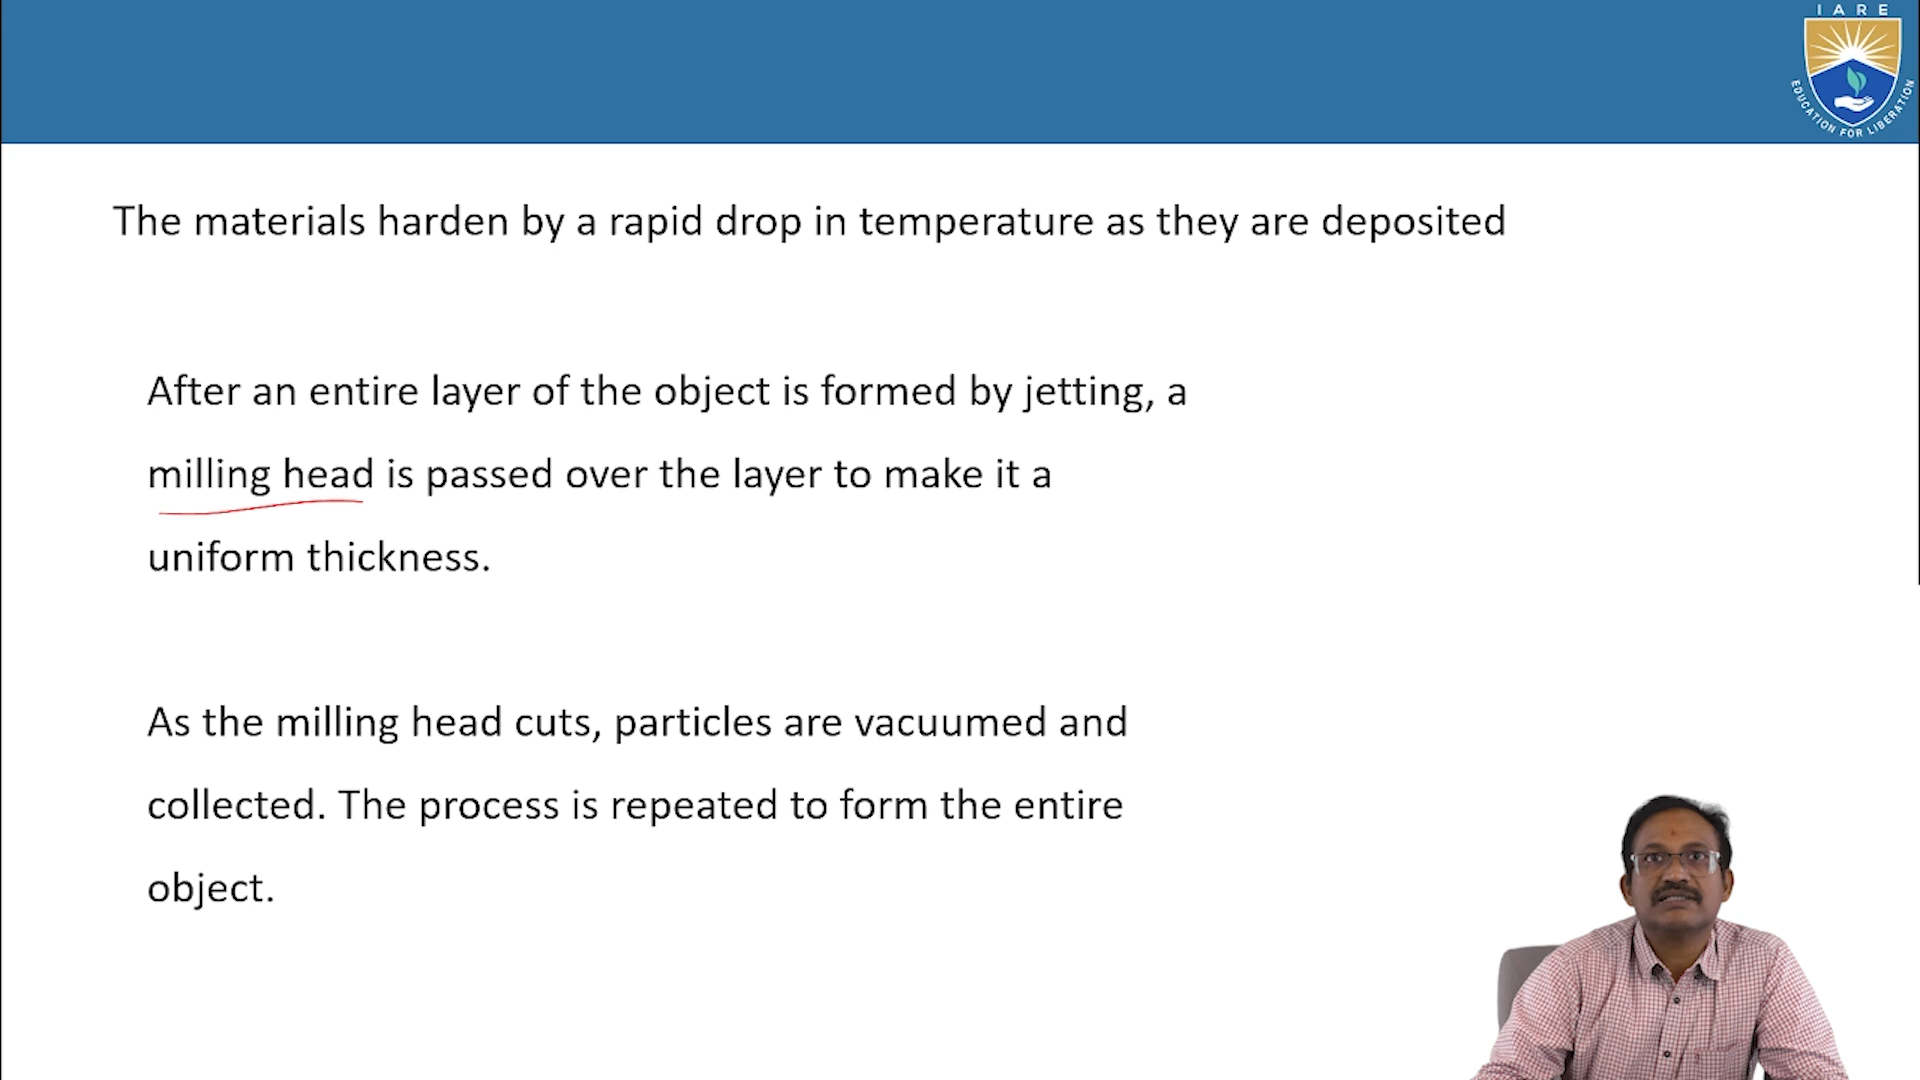 IARE
EDUCATION FOR LIBERATION
The materials harden by a rapid drop in temperature as they are deposited
After an entire layer of the object is formed by jetting, a
milling head is passed over the layer to make it a
uniform thickness.
As the milling head cuts, particles are vacuumed and
collected. The process is repeated to form the entire
object.